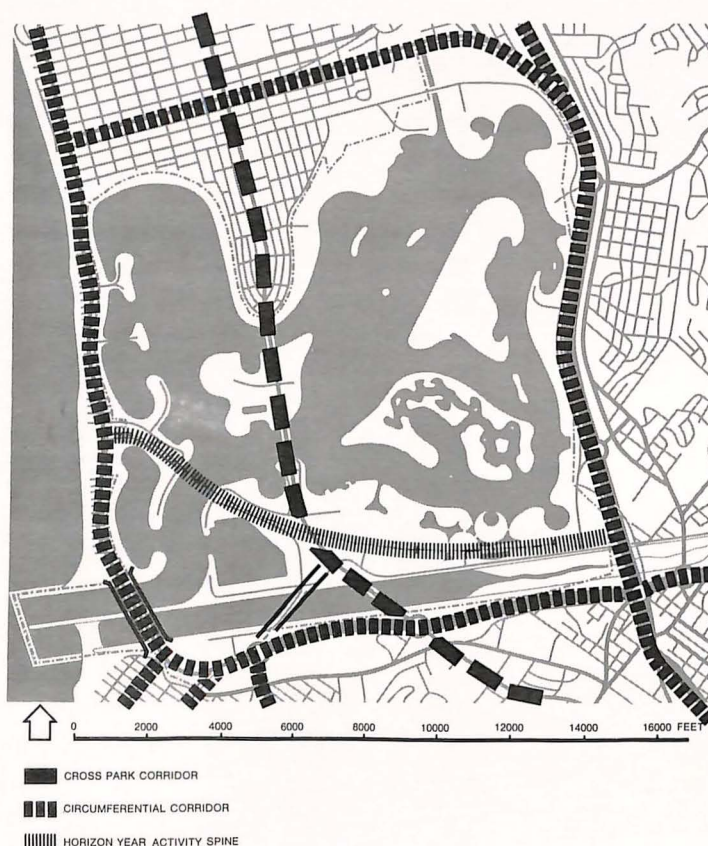 0 2000 4000 6000 8000 10000 12000 14000 16000 FEET
CROSS PARK CORRIDOR
CIRCUMFERENTIAL CORRIDOR
HORIZON YEAR ACTIVITY SPINE